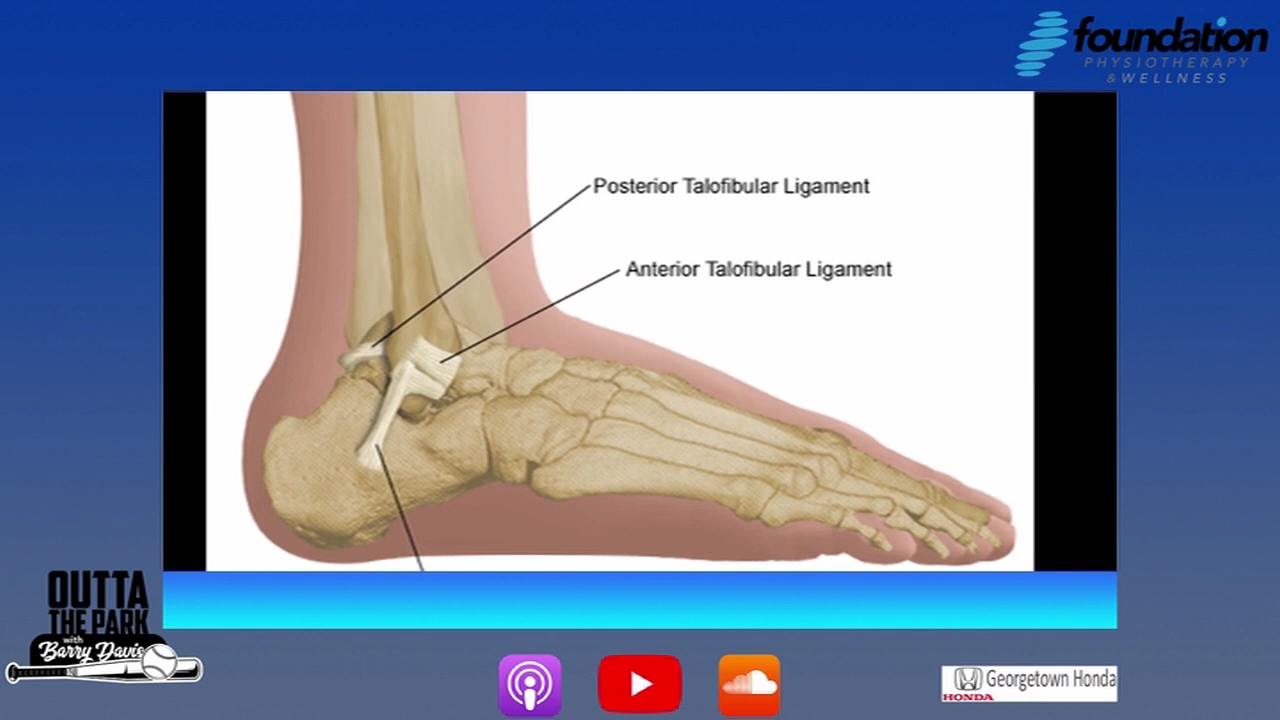 foundation
PHYSIOTHERAPY
& WELLNESS
Posterior Talofibular Ligament
Anterior Talofibular Ligament
OUTTA
THE PARK
with
Barry Davis
Georgetown Honda
HONDA